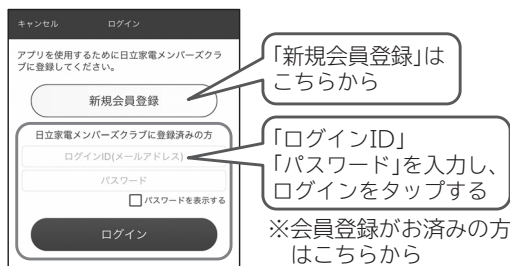 キャンセル ログイン
アプリを使用するために日立家電メンバーズクラ
ブに登録してください。
新規会員登録
日立家電メンバーズクラブに登録済みの方
ログインID(メールアドレス)
パスワード
パスワードを表示する
ログイン
「新規会員登録」は
こちらから
「ログインID」
「パスワード」を入力し、
ログインをタップする
※会員登録がお済みの方
はこちらから